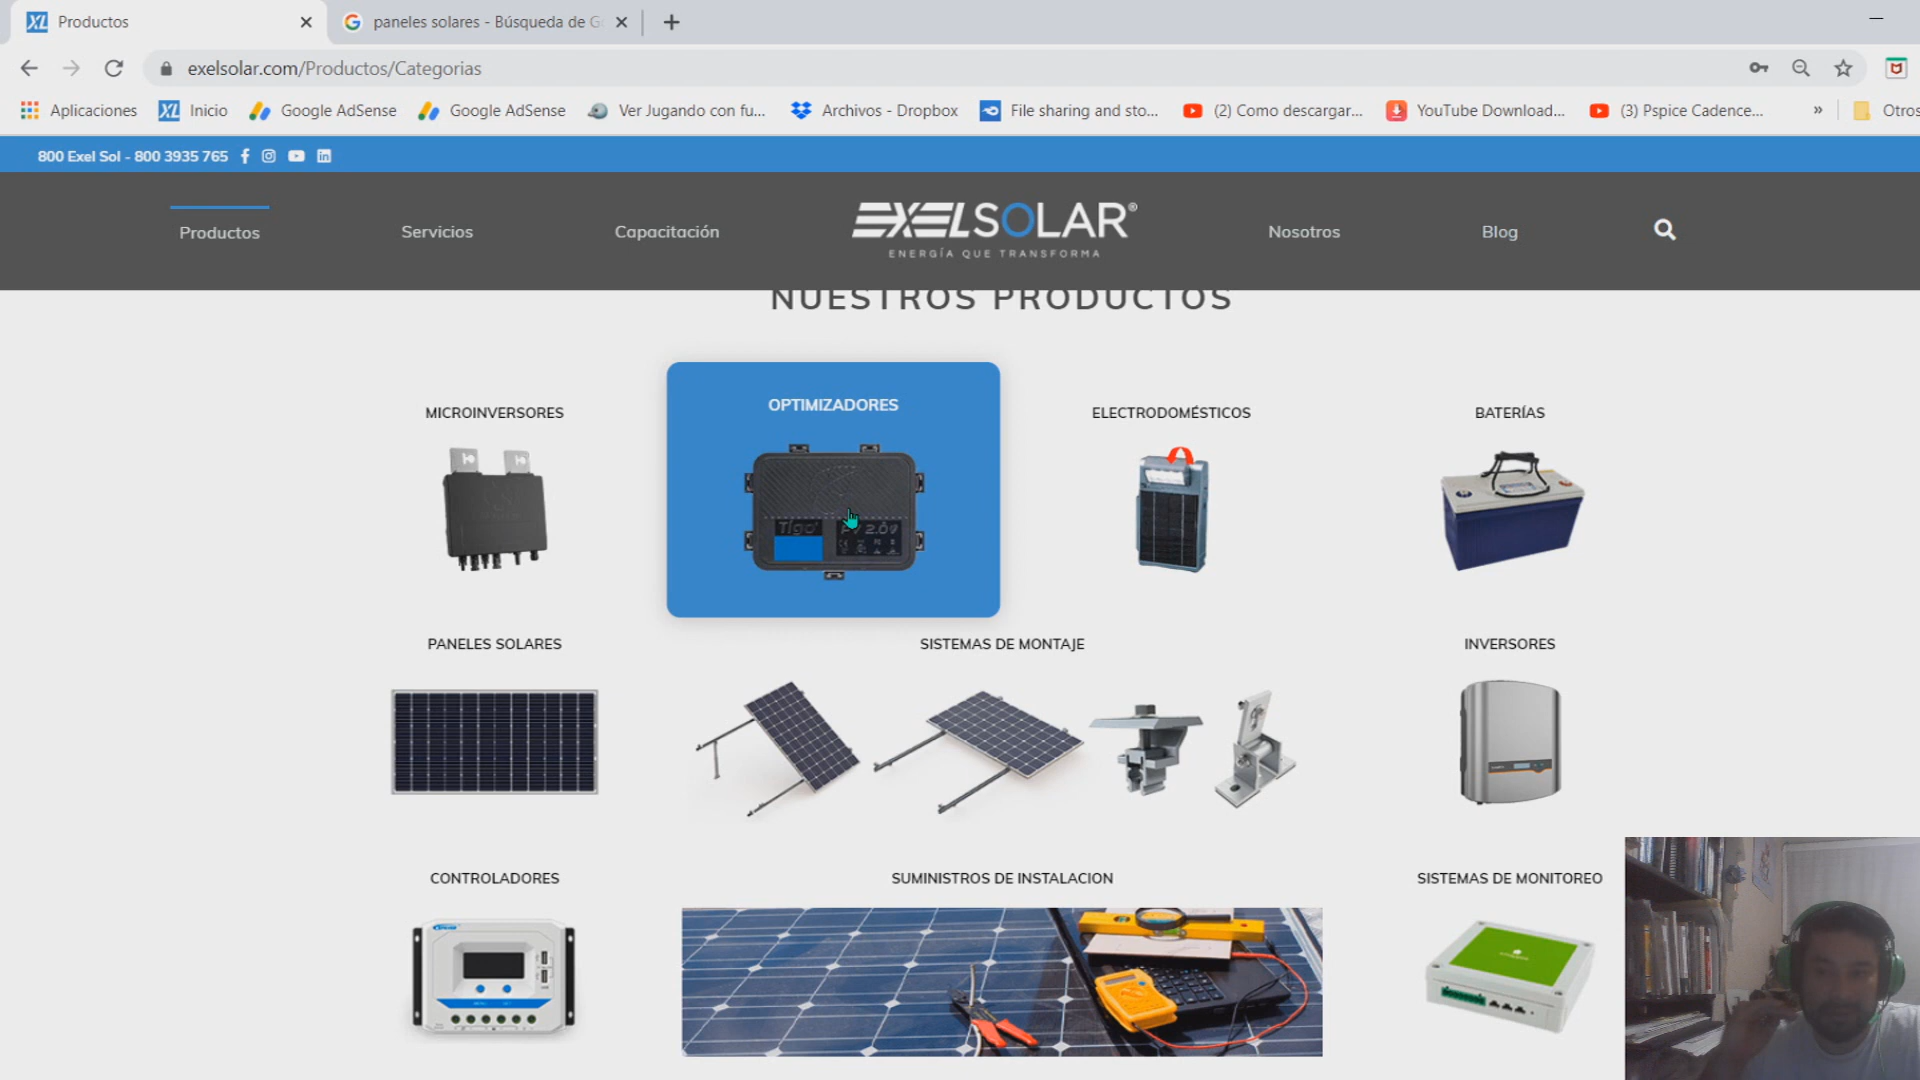 Productos
paneles solares - Búsqueda de G
exelsolar.com/Productos/Categorias
Aplicaciones
Inicio
Google AdSense
Google AdSense
Ver Jugando con fu...
Archivos - Dropbox
File sharing and sto...
(2) Como descargar...
YouTube Download...
(3) Pspice Cadence...
»
Otros
800 Exel Sol - 800 3935 765
Productos
Servicios
Capacitación
EXELSOLAR®
ENERGÍA QUE TRANSFORMA
Nosotros
Blog
NUESTROS PRODUCTOS
MICROINVERSORES
OPTIMIZADORES
Tigo
ELECTRODOMÉSTICOS
BATERÍAS
PANELES SOLARES
SISTEMAS DE MONTAJE
INVERSORES
CONTROLADORES
SUMINISTROS DE INSTALACION
SISTEMAS DE MONITOREO